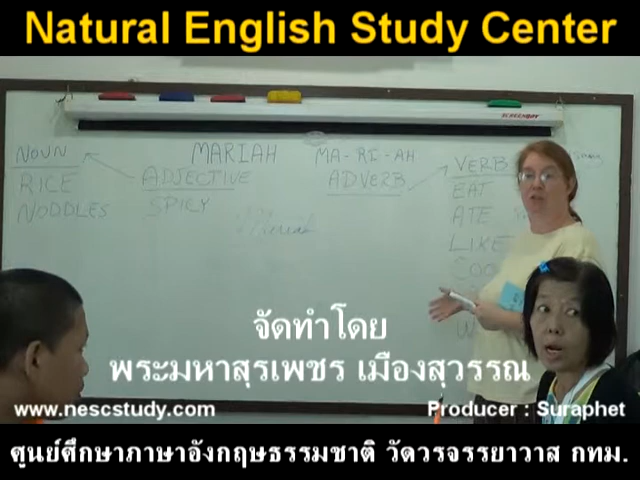 Natural English Study Center
NOUN
RICE
NODDLES
ADJECTIVE
SPICY
MARIAH
MA-RI-AH
ADVERB
VERB
EAT
ATE
LIKE
จัดทำโดย
พระมหาสุรเพชร เมืองสุวรรณ
www.nescstudy.com
Producer : Suraphet
ศูนย์ศึกษาภาษาอังกฤษธรรมชาติ วัดวรจรรยาวาส กทม.